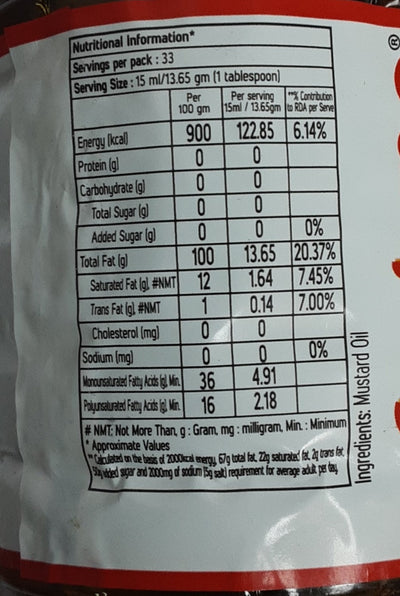 Nutritional Information*
Servings per pack : 33
Serving Size : 15 ml/13.65 gm (1 tablespoon)
Per 100 gm Per serving 15ml / 13.65gm **% Contribution to RDA per Serve
Energy (kcal) 900 122.85 6.14%
Protein (g) 0 0
Carbohydrate (g) 0 0
Total Sugar (g) 0 0
Added Sugar (g) 0 0 0%
Total Fat (g) 100 13.65 20.37%
Saturated Fat (g), #NMT 12 1.64 7.45%
Trans Fat (g), #NMT 1 0.14 7.00%
Cholesterol (mg) 0 0
Sodium (mg) 0 0 0%
Monounsaturated Fatty Acids (g), Min. 36 4.91
Polyunsaturated Fatty Acids (g), Min. 16 2.18
# NMT: Not More Than, g : Gram, mg : milligram, Min. : Minimum
* Approximate Values
** Calculated on the basis of 2000kcal energy, 67g total fat, 22g saturated fat, 2g trans fat,
50g added sugar and 2000mg of sodium (5g salt) requirement for average adult per day.
Ingredients: Mustard Oil
®